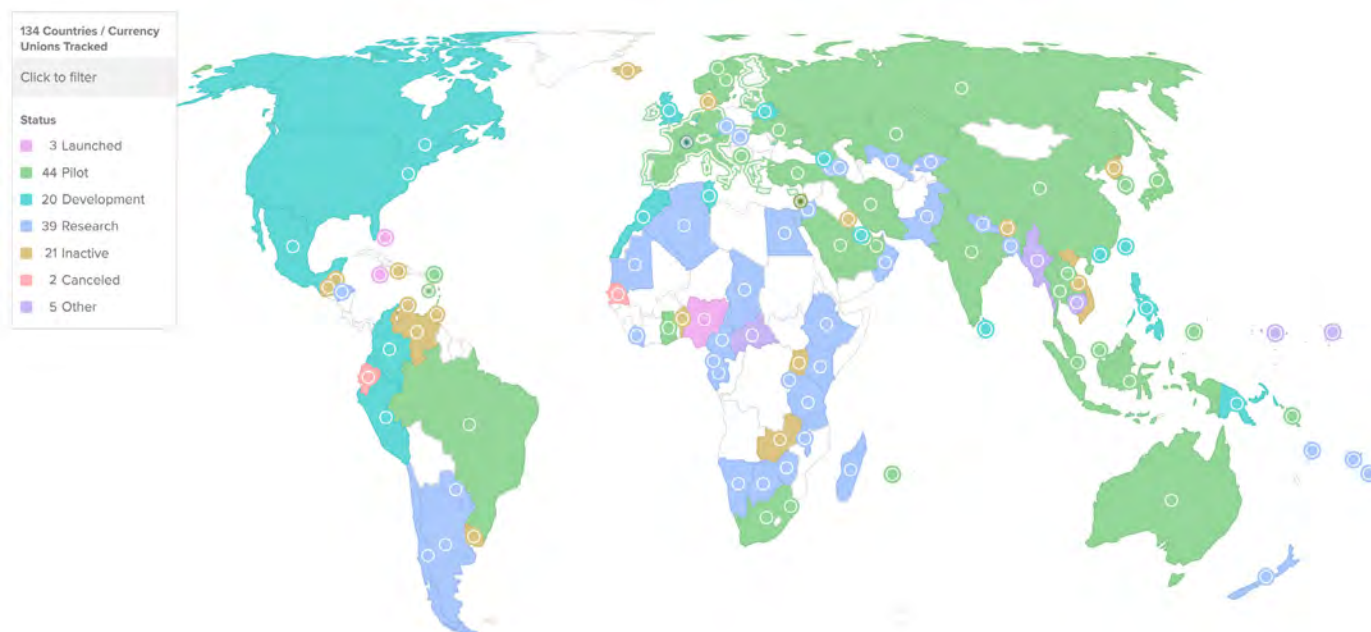 134 Countries / Currency
Unions Tracked
Click to filter
Status
3 Launched
44 Pilot
20 Development
39 Research
21 Inactive
2 Canceled
5 Other